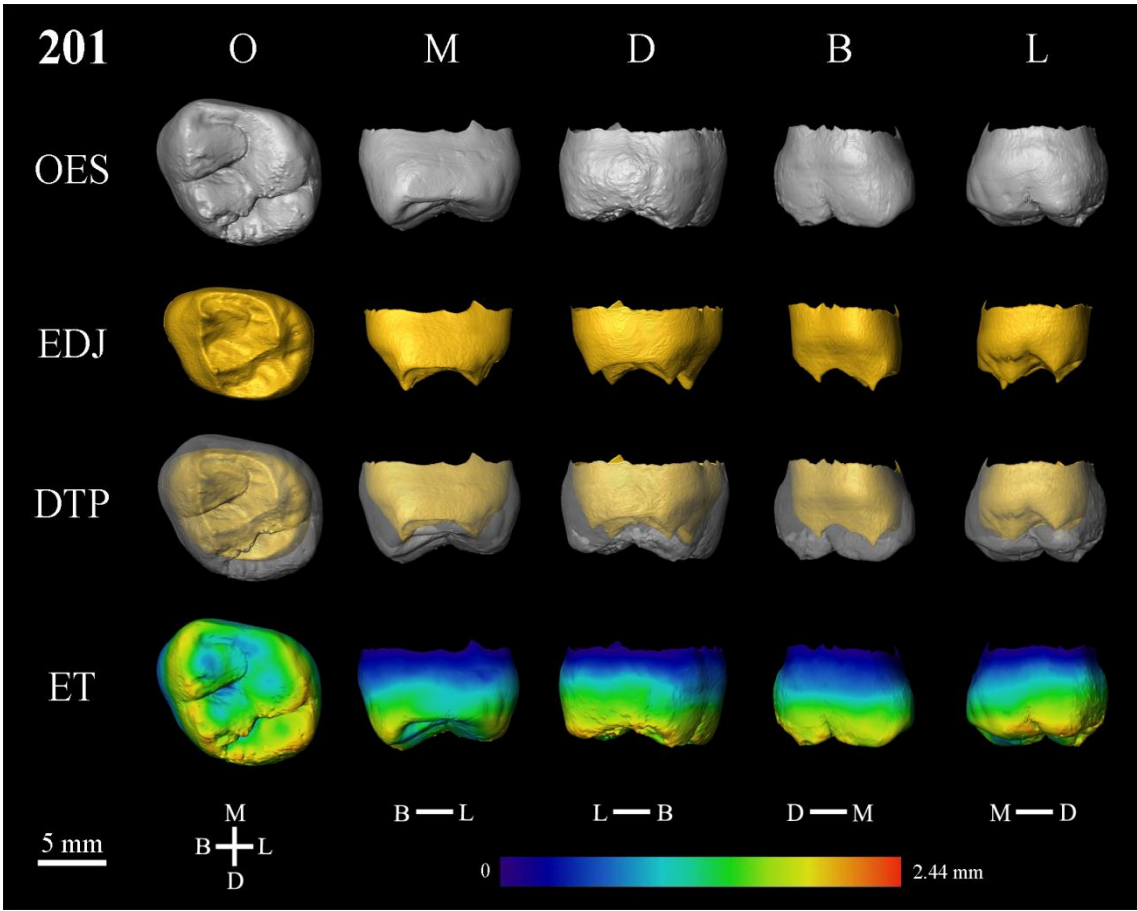 201 O M D B L
OES
EDJ
DTP
ET
M
B L
D
B L
L B
D M
M D
5 mm
0 2.44 mm